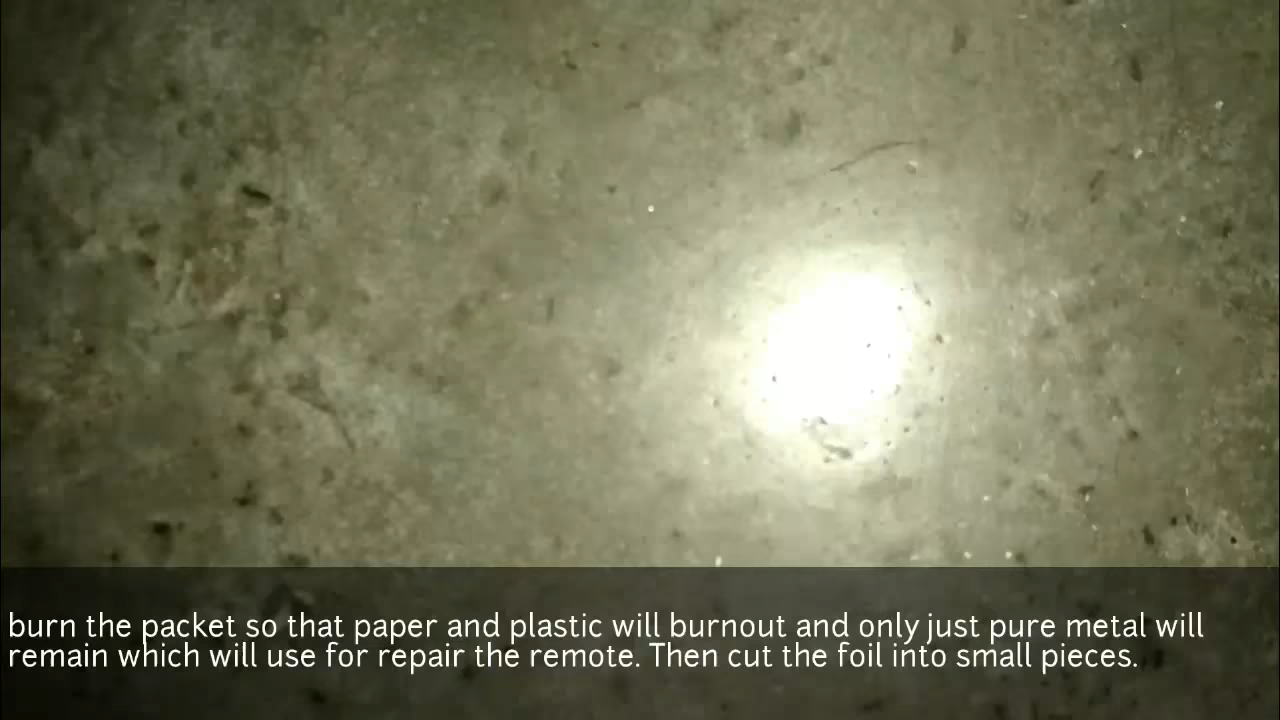 burn the packet so that paper and plastic will burnout and only just pure metal will
remain which will use for repair the remote. Then cut the foil into small pieces.